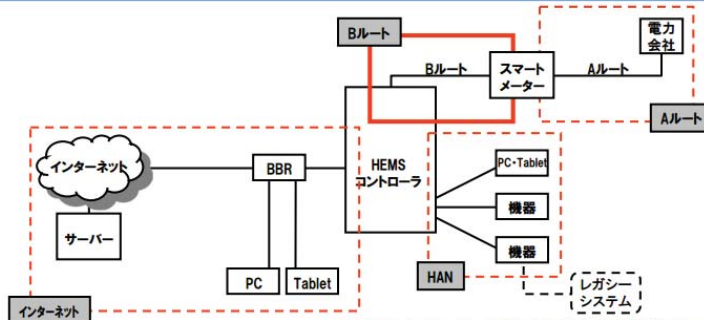 Bルート
電力
会社
Bルート
スマート
メーター
Aルート
Aルート
インターネット
BBR
HEMS
コントローラ
PC・Tablet
サーバー
機器
機器
PC
Tablet
HAN
レガシー
システム
インターネット